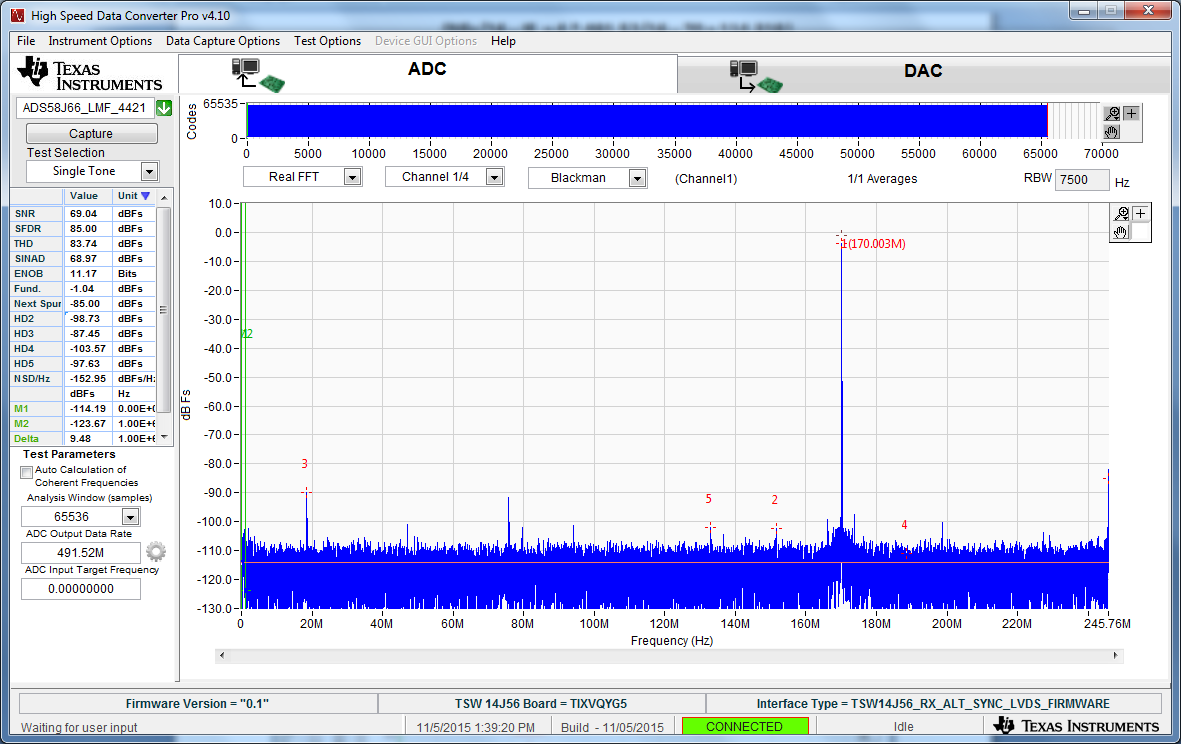 High Speed Data Converter Pro v4.10
File Instrument Options Data Capture Options Test Options Device GUI Options Help
TEXAS
INSTRUMENTS
ADC
DAC
ADS58J66_LMF_4421
Capture
Test Selection
Single Tone
Value Unit
SNR 69.04 dBFs
SFDR 85.00 dBFs
THD 83.74 dBFs
SINAD 68.97 dBFs
ENOB 11.17 Bits
Fund. -1.04 dBFs
Next Spur -85.00 dBFs
HD2 -98.73 dBFs
HD3 -87.45 dBFs
HD4 -103.57 dBFs
HD5 -97.63 dBFs
NSD/Hz -152.95 dBFs/Hz
dBFs Hz
M1 -114.19 0.00E+
M2 -123.67 1.00E+
Delta 9.48 1.00E+
Test Parameters
Auto Calculation of
Coherent Frequencies
Analysis Window (samples)
65536
ADC Output Data Rate
491.52M
ADC Input Target Frequency
0.00000000
Codes
65535
0
0 5000 10000 15000 20000 25000 30000 35000 40000 45000 50000 55000 60000 65000 70000
Real FFT Channel 1/4 Blackman (Channel1) 1/1 Averages RBW 7500 Hz
10.0
0.0
-10.0
-20.0
-30.0
-40.0
-50.0
-60.0
-70.0
-80.0
-90.0
-100.0
-110.0
-120.0
-130.0
dBFs
1(170.003M)
3
5
2
4
0 20M 40M 60M 80M 100M 120M 140M 160M 180M 200M 220M 245.76M
Frequency (Hz)
Firmware Version = "0.1" TSW 14J56 Board = TIXVQYG5 Interface Type = TSW14J56_RX_ALT_SYNC_LVDS_FIRMWARE
Waiting for user input 11/5/2015 1:39:20 PM Build - 11/05/2015 CONNECTED Idle TEXAS INSTRUMENTS